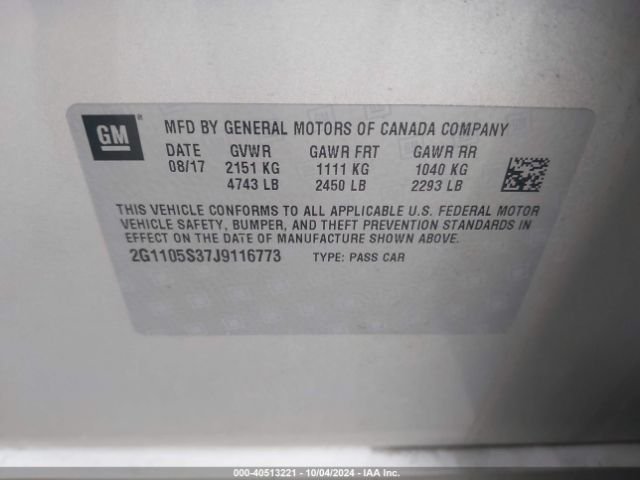 GM ®
MFD BY GENERAL MOTORS OF CANADA COMPANY
DATE GVWR GAWR FRT GAWR RR
08/17 2151 KG 1111 KG 1040 KG
4743 LB 2450 LB 2293 LB
THIS VEHICLE CONFORMS TO ALL APPLICABLE U.S. FEDERAL MOTOR
VEHICLE SAFETY, BUMPER, AND THEFT PREVENTION STANDARDS IN
EFFECT ON THE DATE OF MANUFACTURE SHOWN ABOVE.
2G1105S37J9116773 TYPE: PASS CAR
000-40513221 - 10/04/2024 - IAA Inc.